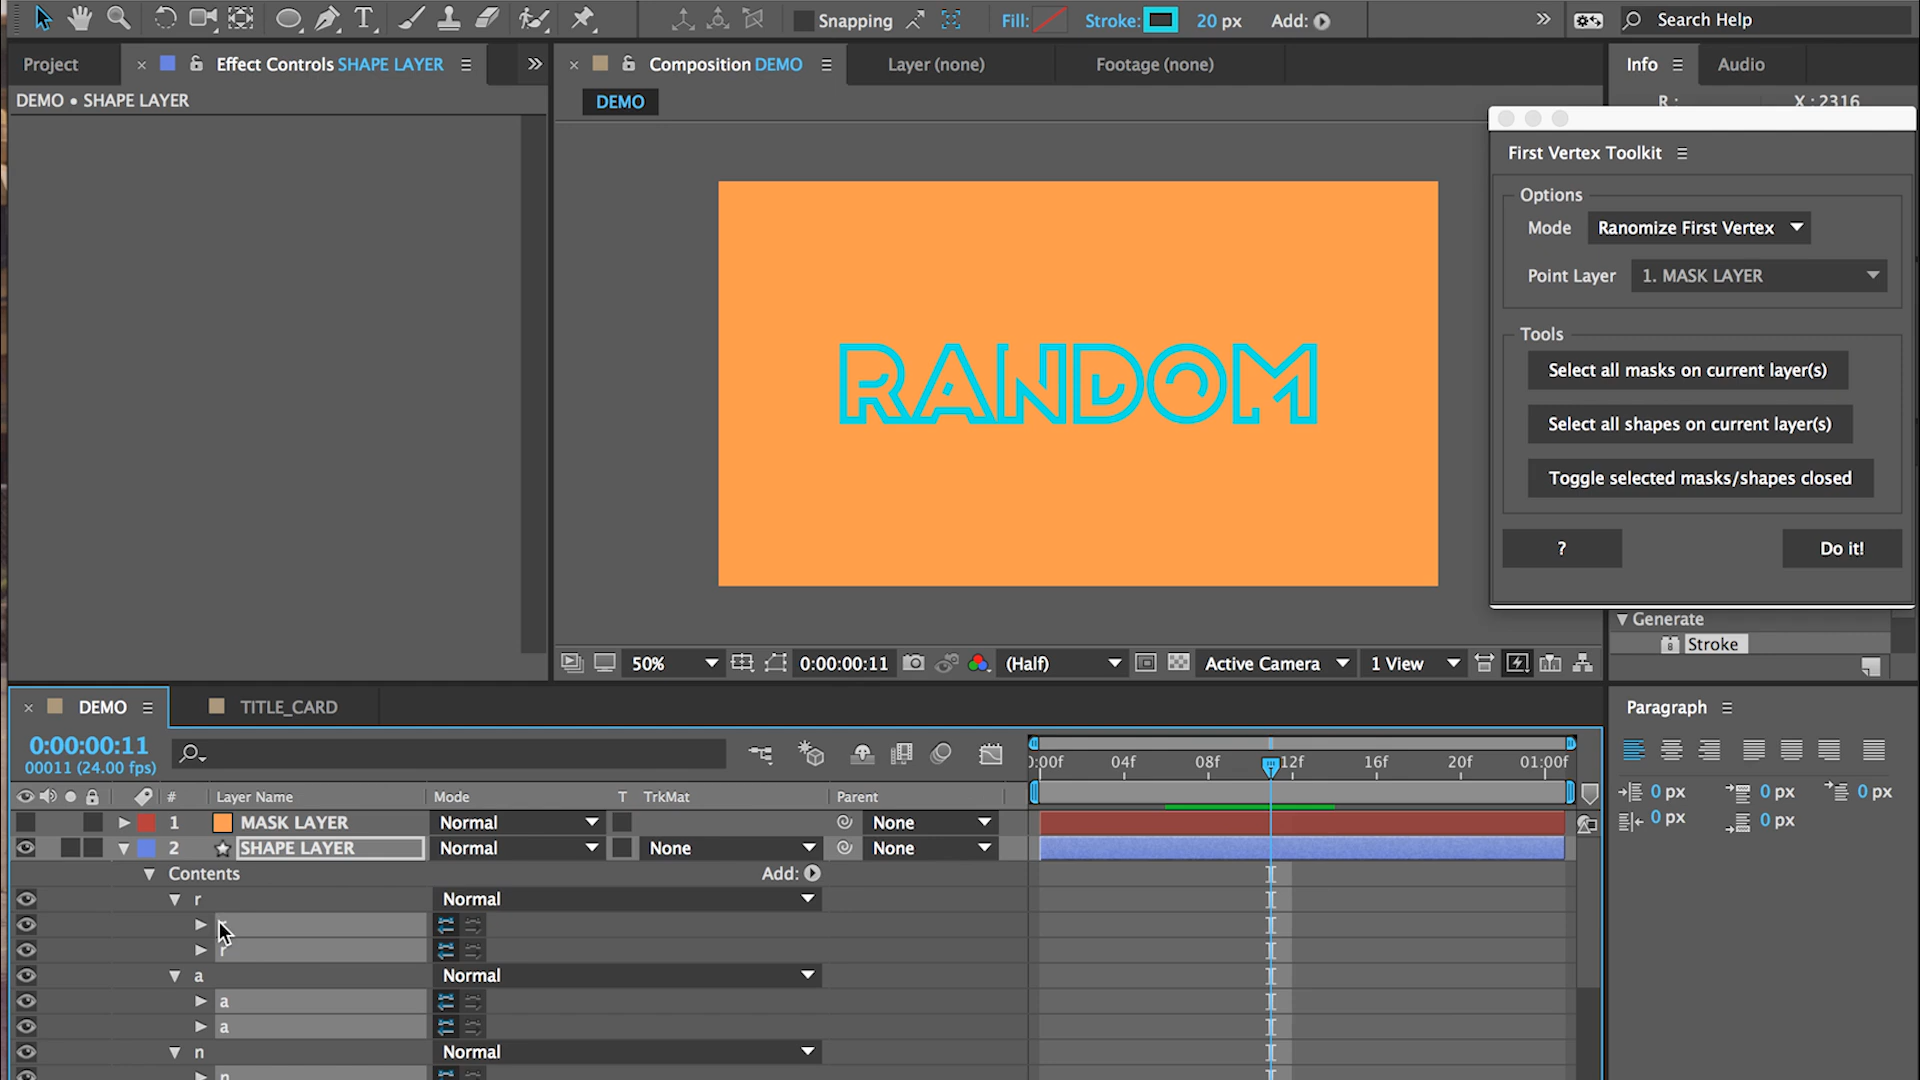 Snapping Fill: Stroke: 20 px Add: Search Help
Project Effect Controls SHAPE LAYER Composition DEMO Layer (none) Footage (none) Info Audio
DEMO • SHAPE LAYER
DEMO
R : X : 2316
First Vertex Toolkit
Options
Mode Ranomize First Vertex
Point Layer 1. MASK LAYER
Tools
Select all masks on current layer(s)
Select all shapes on current layer(s)
Toggle selected masks/shapes closed
? Do it!
RANDOM
Generate
Stroke
50% 0:00:00:11 (Half) Active Camera 1 View
DEMO TITLE_CARD
0:00:00:11
00011 (24.00 fps)
):00f 04f 08f 12f 16f 20f 01:00f
# Layer Name Mode T TrkMat Parent
1 MASK LAYER Normal None
2 SHAPE LAYER Normal None None
Contents Add:
r Normal
r
a Normal
a
a
n Normal
n
Paragraph
0 px 0 px 0 px
0 px 0 px